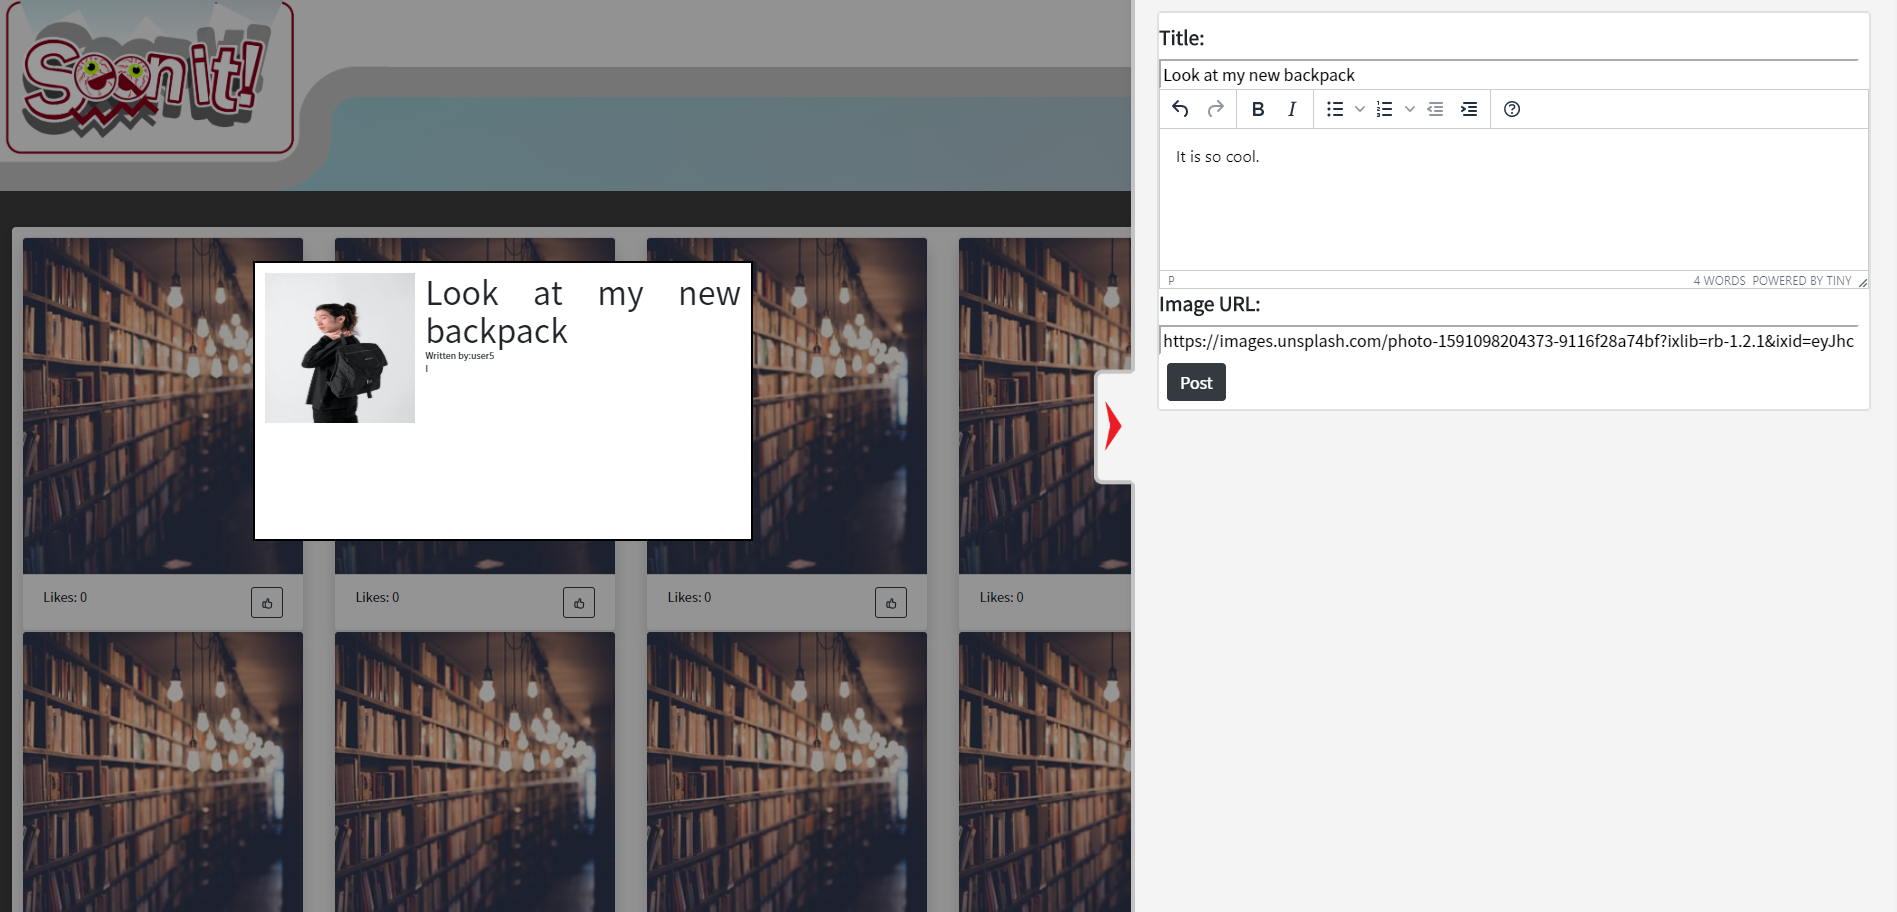 Seenit!
Look at my new
backpack
Written by:user5
I
Likes: 0
Likes: 0
Likes: 0
Likes: 0
Title:
Look at my new backpack
It is so cool.
P
4 WORDS POWERED BY TINY
Image URL:
https://images.unsplash.com/photo-1591098204373-9116f28a74bf?ixlib=rb-1.2.1&ixid=eyJhc
Post